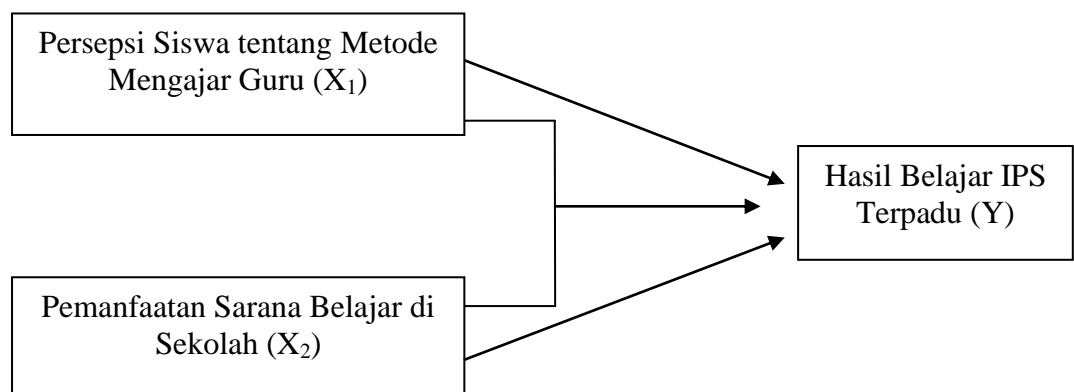 Persepsi Siswa tentang Metode
Mengajar Guru (X₁)
Hasil Belajar IPS
Terpadu (Y)
Pemanfaatan Sarana Belajar di
Sekolah (X₂)